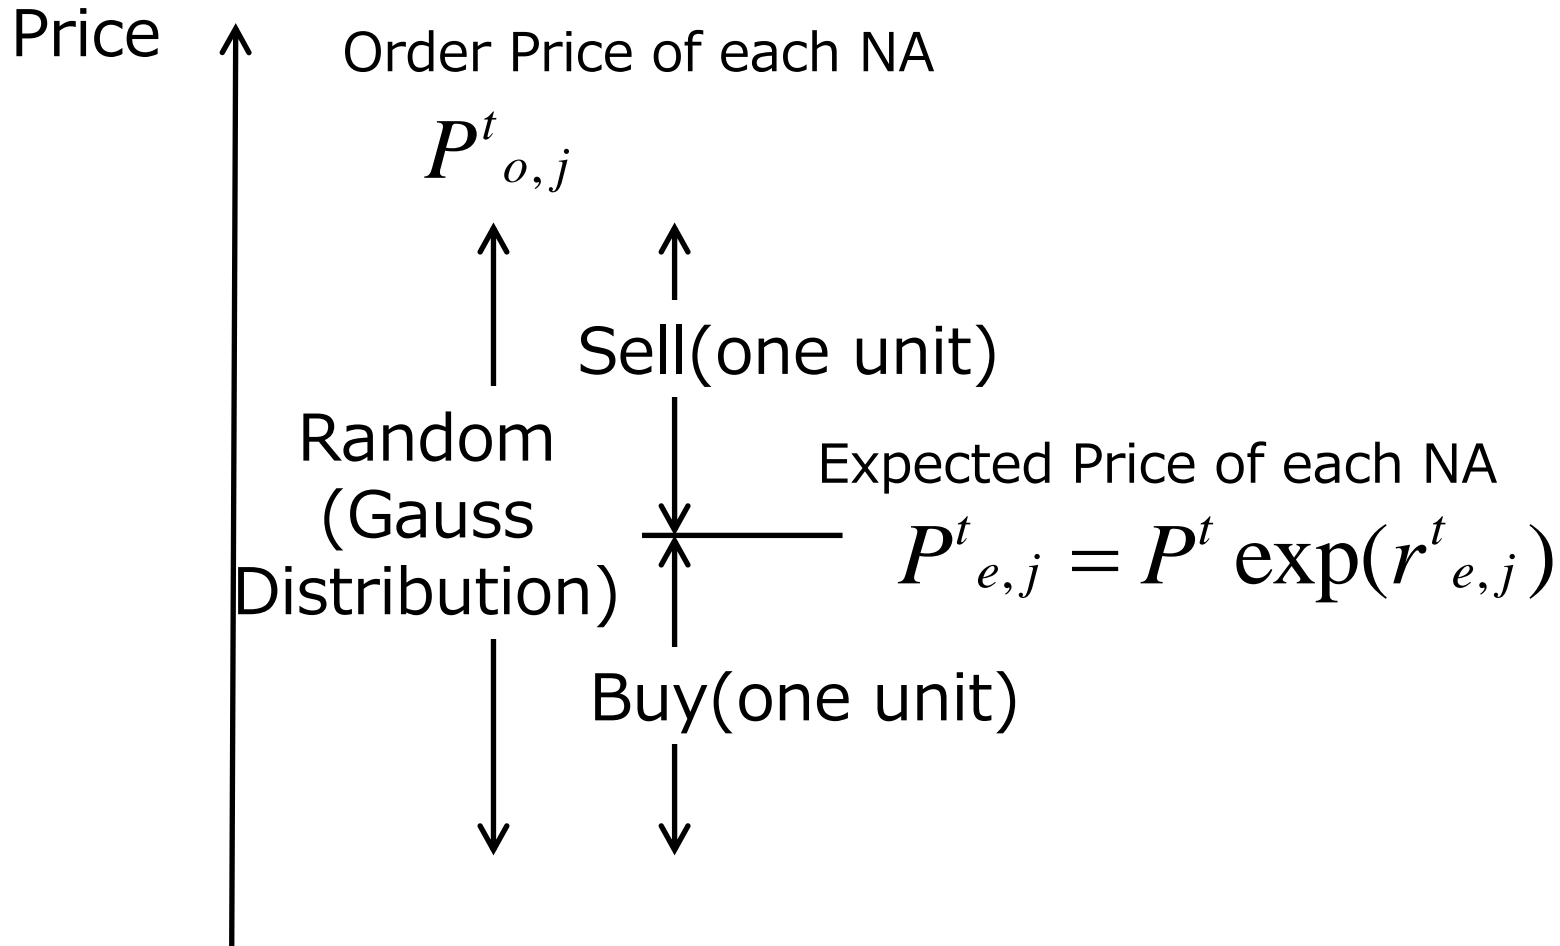 Price
Order Price of each NA
P^t_{o,j}
Sell(one unit)
Random
(Gauss
Distribution)
Expected Price of each NA
P^t_{e,j} = P^t exp(r^t_{e,j})
Buy(one unit)